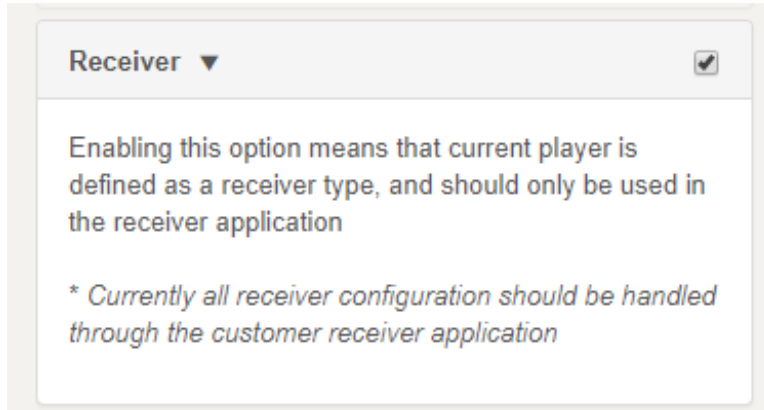 Receiver ▼
Enabling this option means that current player is
defined as a receiver type, and should only be used in
the receiver application
* Currently all receiver configuration should be handled
through the customer receiver application